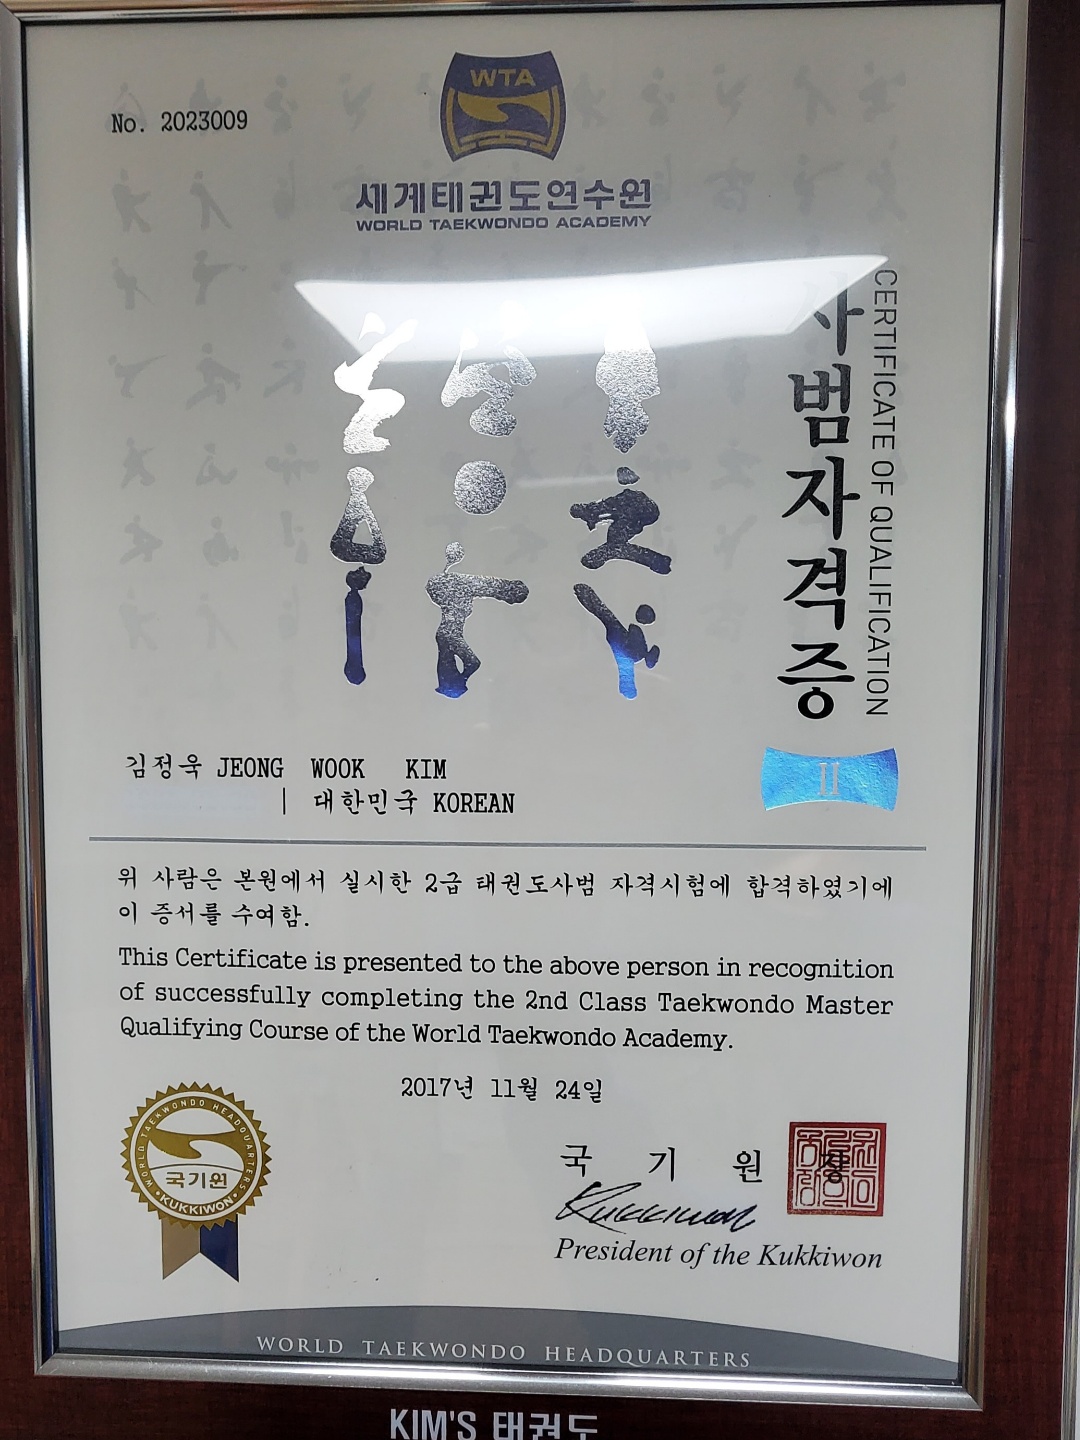 No. 2023009
WTA
세계태권도연수원
WORLD TAEKWONDO ACADEMY
사범자격증
CERTIFICATE OF QUALIFICATION
II
김정욱 JEONG WOOK KIM
| 대한민국 KOREAN
위 사람은 본원에서 실시한 2급 태권도사범 자격시험에 합격하였기에
이 증서를 수여함.
This Certificate is presented to the above person in recognition
of successfully completing the 2nd Class Taekwondo Master
Qualifying Course of the World Taekwondo Academy.
2017년 11월 24일
WORLD TAEKWONDO HEADQUARTERS
국기원
KUKKIWON
국 기 원 장
Kukkiwon
President of the Kukkiwon
WORLD TAEKWONDO HEADQUARTERS
KIM'S 태권도